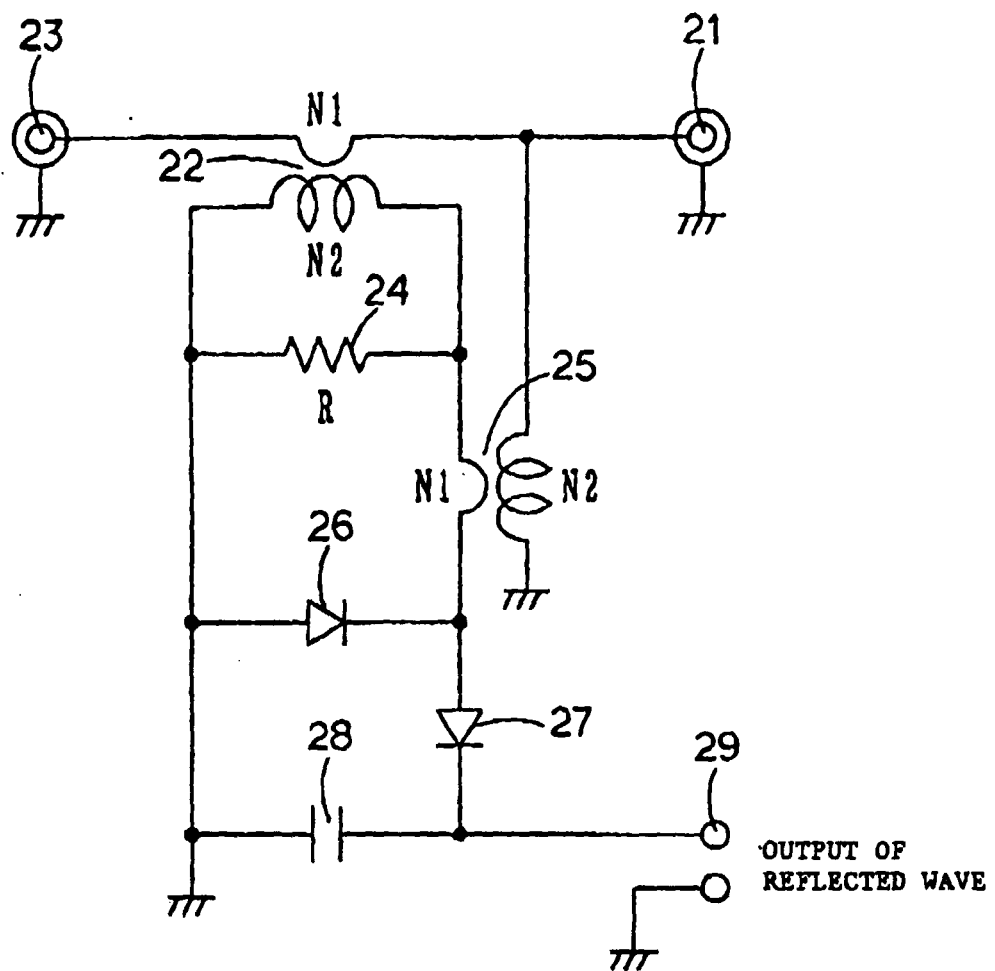 23
21
N1
22
N2
24
R
25
N1
N2
26
27
28
29
OUTPUT OF
REFLECTED WAVE